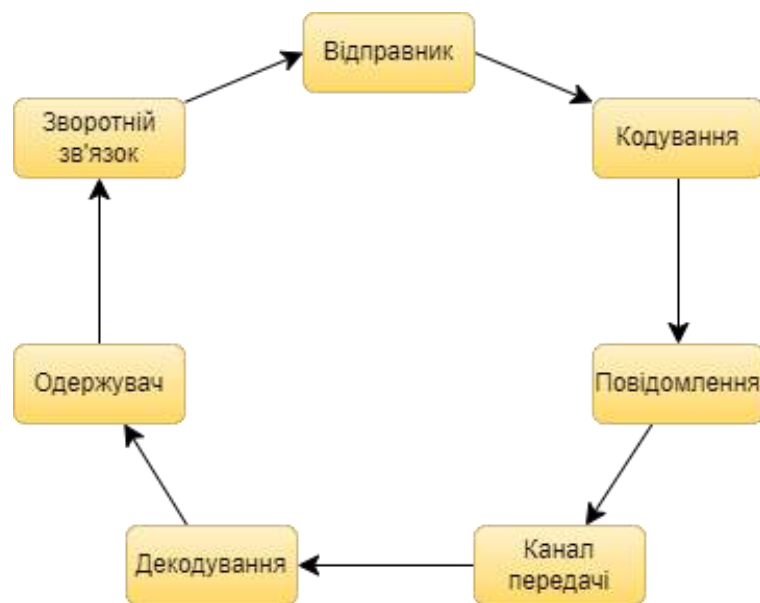 Відправник
Кодування
Повідомлення
Канал
передачі
Декодування
Одержувач
Зворотній
зв'язок